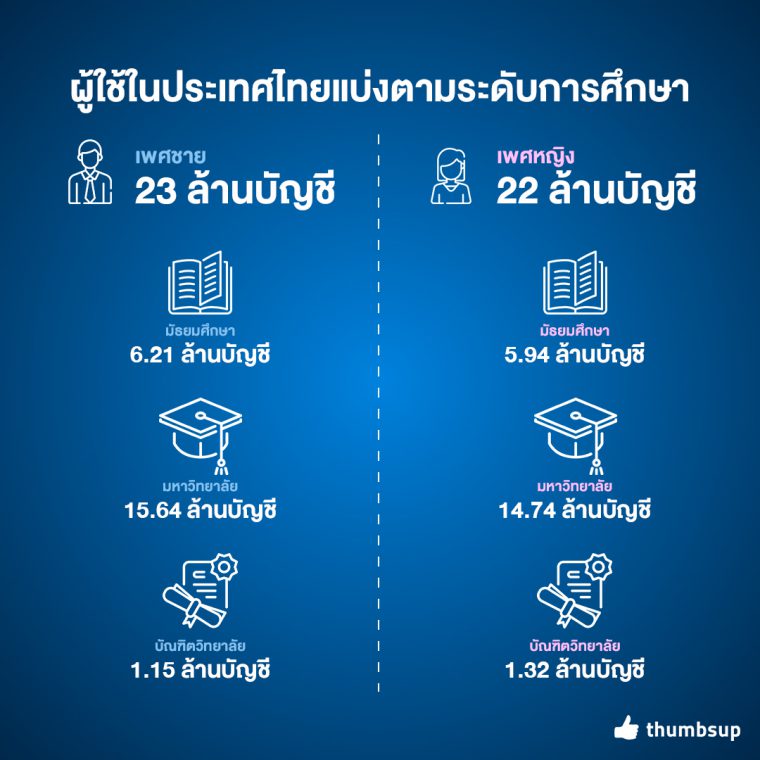 ผู้ใช้ในประเทศไทยแบ่งตามระดับการศึกษา
เพศชาย
23 ล้านบัญชี
มัธยมศึกษา
6.21 ล้านบัญชี
มหาวิทยาลัย
15.64 ล้านบัญชี
บัณฑิตวิทยาลัย
1.15 ล้านบัญชี
เพศหญิง
22 ล้านบัญชี
มัธยมศึกษา
5.94 ล้านบัญชี
มหาวิทยาลัย
14.74 ล้านบัญชี
บัณฑิตวิทยาลัย
1.32 ล้านบัญชี
thumbsup